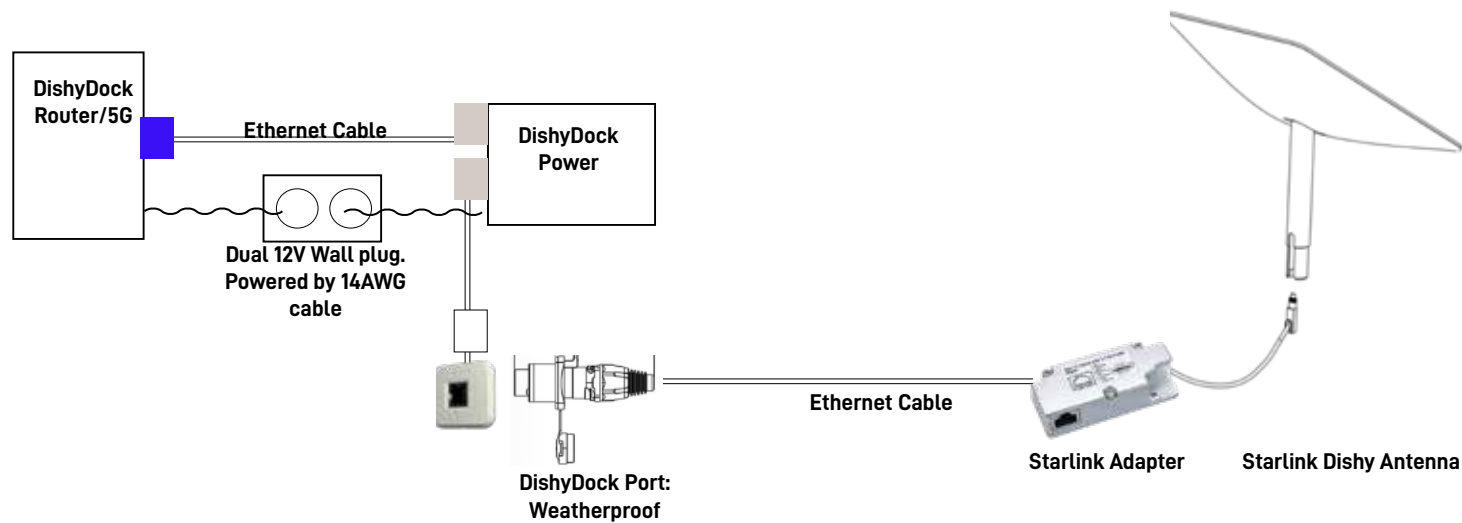 DishyDock
Router/5G
Ethernet Cable
DishyDock
Power
Dual 12V Wall plug.
Powered by 14AWG
cable
Ethernet Cable
DishyDock Port:
Weatherproof
Starlink Adapter
Starlink Dishy Antenna